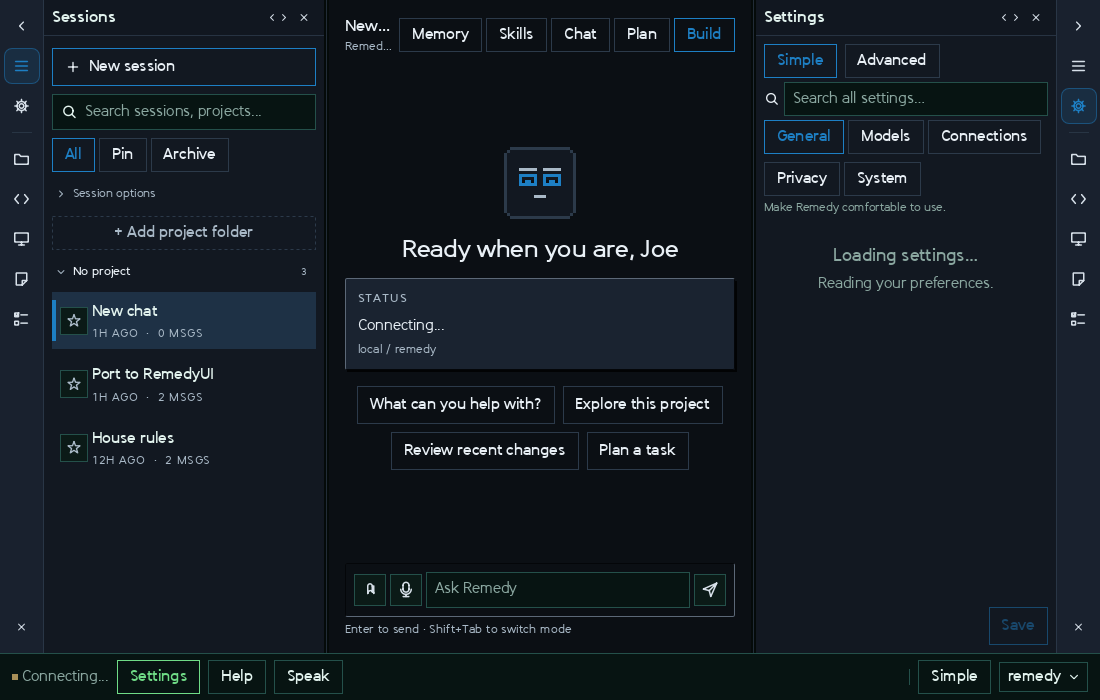 Sessions
New session
Search sessions, projects...
All
Pin
Archive
Session options
+ Add project folder
No project
3
New chat
1H AGO · 0 MSGS
Port to RemedyUI
1H AGO · 2 MSGS
House rules
12H AGO · 2 MSGS
New...
Remed...
Memory
Skills
Chat
Plan
Build
Ready when you are, Joe
STATUS
Connecting...
local / remedy
What can you help with?
Explore this project
Review recent changes
Plan a task
Ask Remedy
Enter to send · Shift+Tab to switch mode
Settings
Simple
Advanced
Search all settings...
General
Models
Connections
Privacy
System
Make Remedy comfortable to use.
Loading settings...
Reading your preferences.
Save
Connecting...
Settings
Help
Speak
Simple
remedy